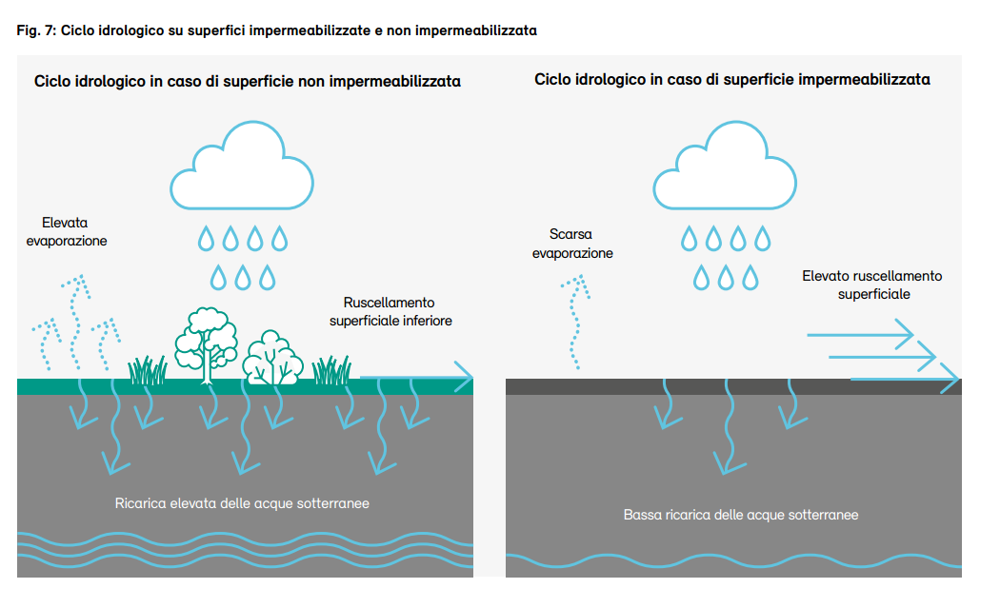 Fig. 7: Ciclo idrologico su superfici impermeabilizzate e non impermeabilizzata
Ciclo idrologico in caso di superficie non impermeabilizzata
Elevata
evaporazione
Ruscellamento
superficiale inferiore
Ricarica elevata delle acque sotterranee
Ciclo idrologico in caso di superficie impermeabilizzata
Scarsa
evaporazione
Elevato ruscellamento
superficiale
Bassa ricarica delle acque sotterranee